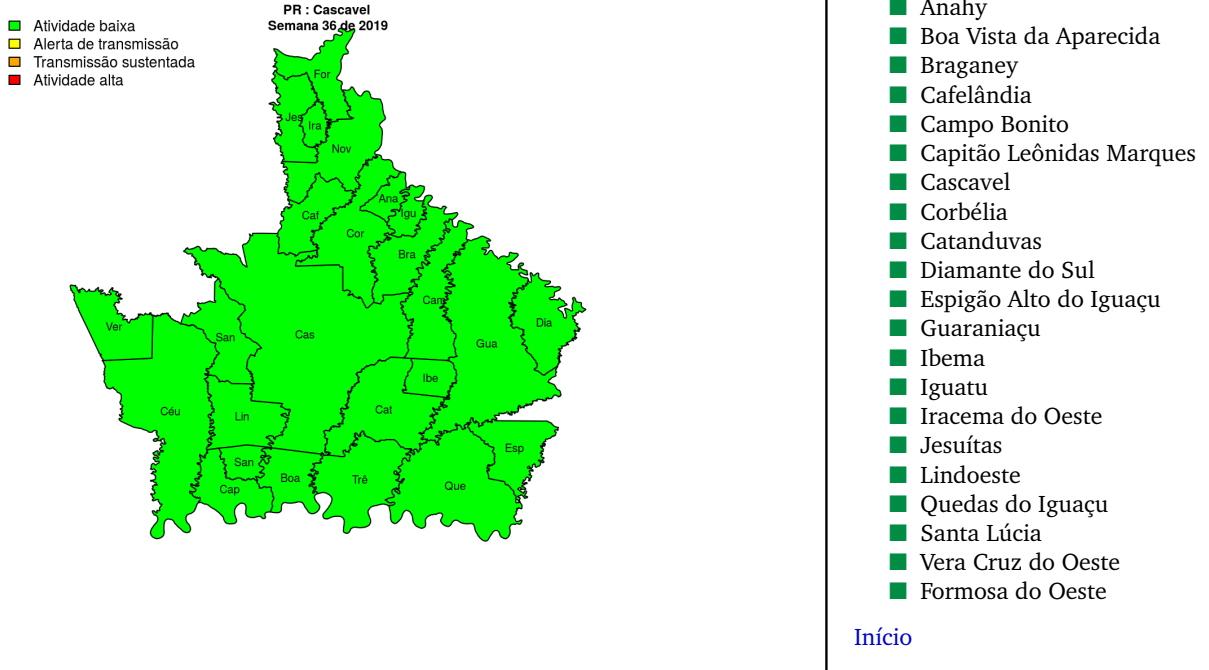 PR : Cascavel
Semana 36 de 2019
Atividade baixa
Alerta de transmissão
Transmissão sustentada
Atividade alta
For
Jes
Ira
Nov
Ana
Igu
Caf
Cor
Bra
Cam
Ver
San
Cas
Gua
Dia
Ibe
Céu
Lin
Cat
San
Esp
Cap
Boa
Trê
Que
Anahy
Boa Vista da Aparecida
Braganey
Cafelândia
Campo Bonito
Capitão Leônidas Marques
Cascavel
Corbélia
Catanduvas
Diamante do Sul
Espigão Alto do Iguaçu
Guaraniaçu
Ibema
Iguatu
Iracema do Oeste
Jesuítas
Lindoeste
Quedas do Iguaçu
Santa Lúcia
Vera Cruz do Oeste
Formosa do Oeste
Início